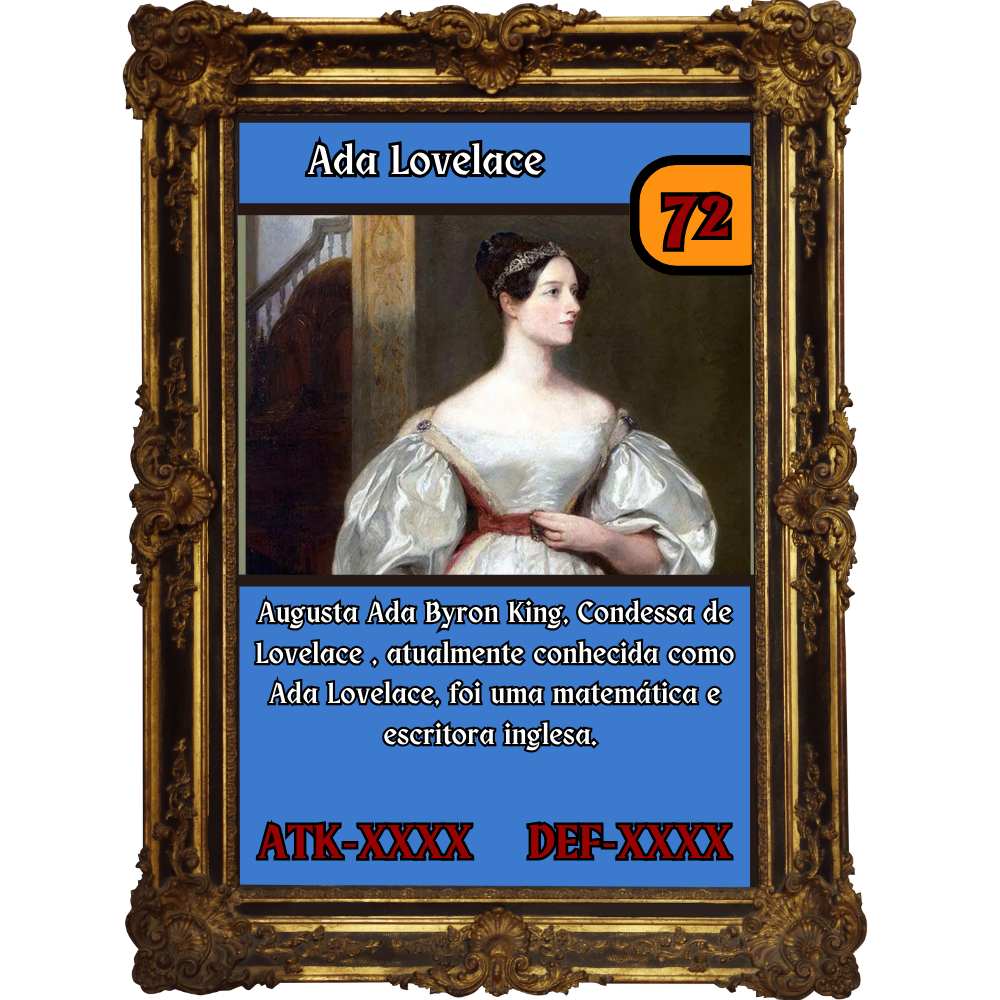 Ada Lovelace
72
Augusta Ada Byron King, Condessa de
Lovelace , atualmente conhecida como
Ada Lovelace, foi uma matemática e
escritora inglesa.
ATK-XXXX DEF-XXXX